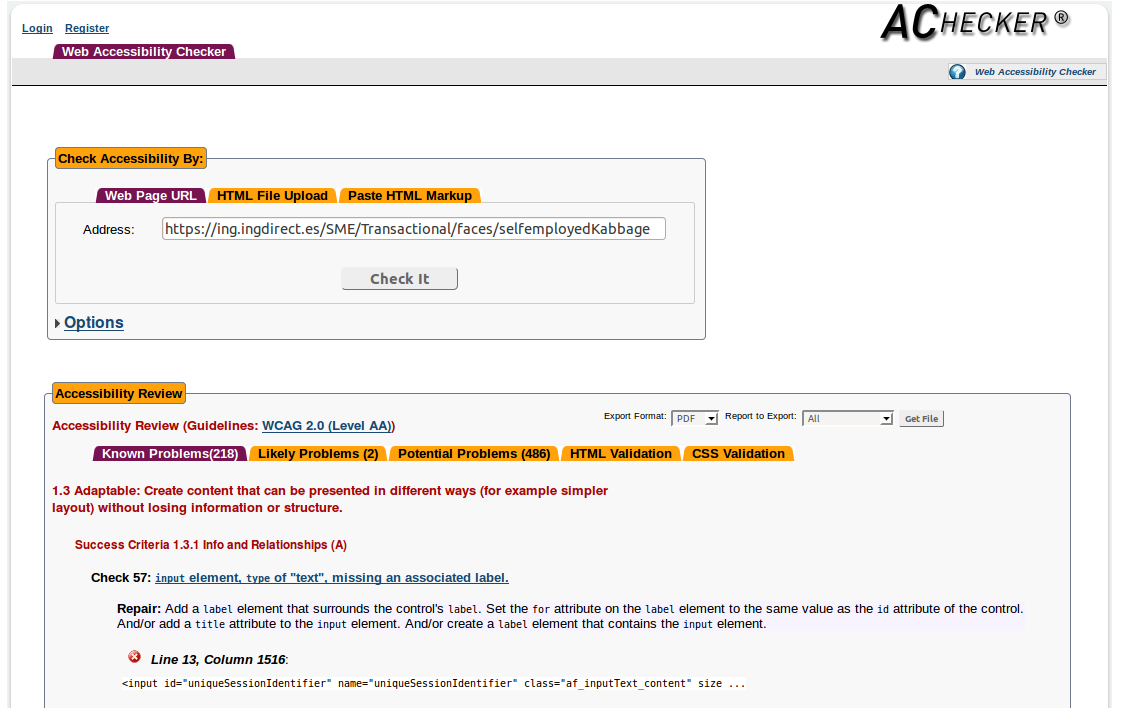 Login Register
ACHECKER ®
Web Accessibility Checker
Web Accessibility Checker
Check Accessibility By:
Web Page URL HTML File Upload Paste HTML Markup
Address: https://ing.ingdirect.es/SME/Transactional/faces/selfemployedKabbage
Check It
Options
Accessibility Review
Export Format: PDF Report to Export: All Get File
Accessibility Review (Guidelines: WCAG 2.0 (Level AA))
Known Problems(218) Likely Problems (2) Potential Problems (486) HTML Validation CSS Validation
1.3 Adaptable: Create content that can be presented in different ways (for example simpler
layout) without losing information or structure.
Success Criteria 1.3.1 Info and Relationships (A)
Check 57: input element, type of "text", missing an associated label.
Repair: Add a label element that surrounds the control's label. Set the for attribute on the label element to the same value as the id attribute of the control.
And/or add a title attribute to the input element. And/or create a label element that contains the input element.
Line 13, Column 1516:
<input id="uniqueSessionIdentifier" name="uniqueSessionIdentifier" class="af_inputText_content" size ...